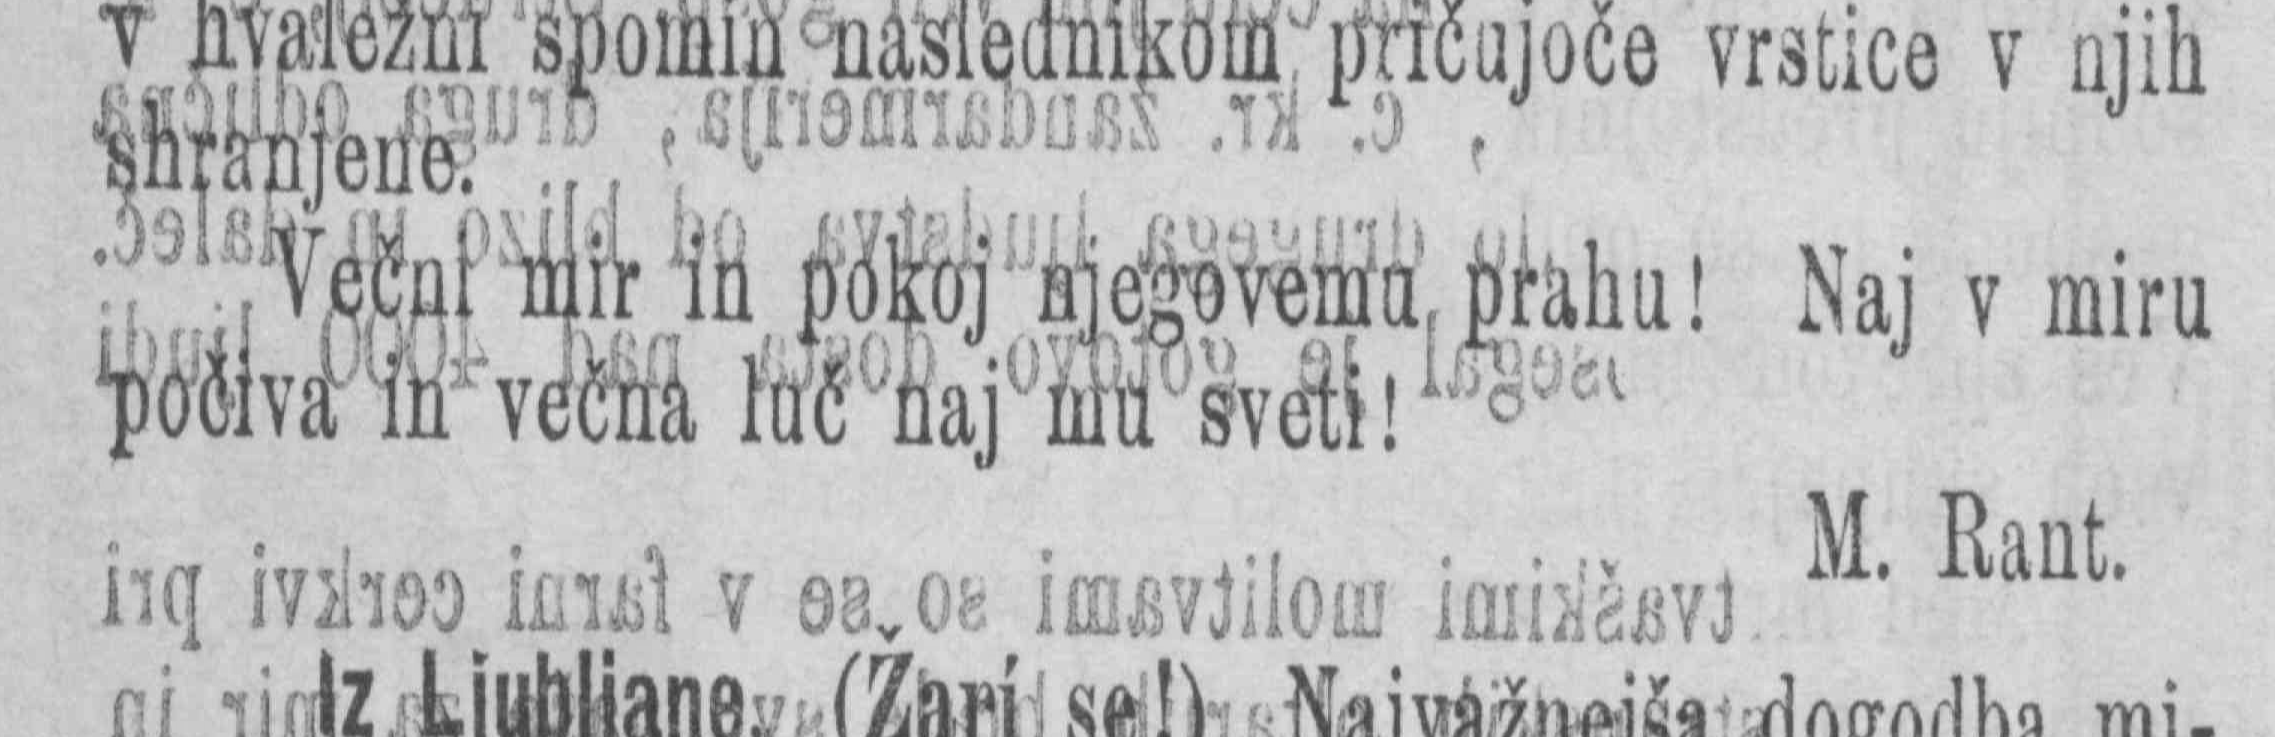 v hvaležni spomin naslednikom pričujoče vrstice v njih
shranjene.
Večni mir in pokoj njegovemu prahu! Naj v miru
počiva in večna luč naj mu sveti!
M. Rant.
Iz Ljubljane. (Žarí se!) Najvážnejša dogodba mi-